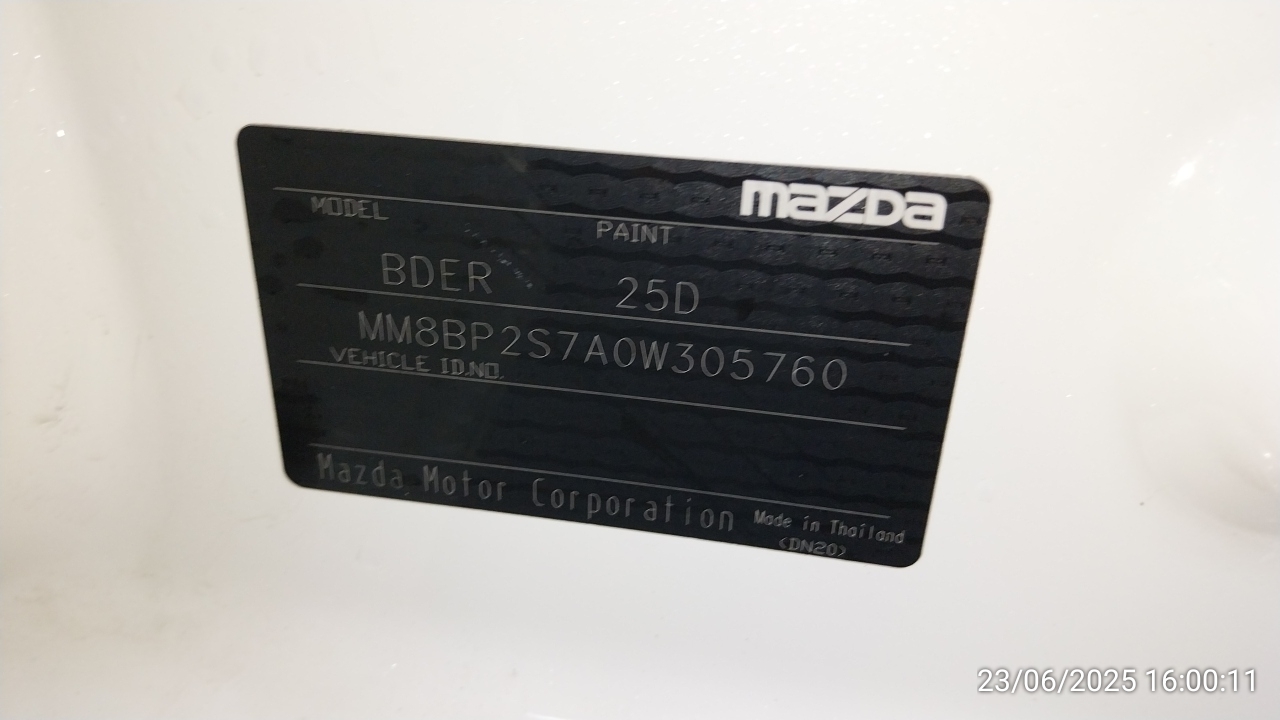 mazda
MODEL PAINT
BDER 25D
MM8BP2S7A0W305760
VEHICLE ID.NO.
Mazda Motor Corporation Made in Thailand
(DN20)
23/06/2025 16:00:11